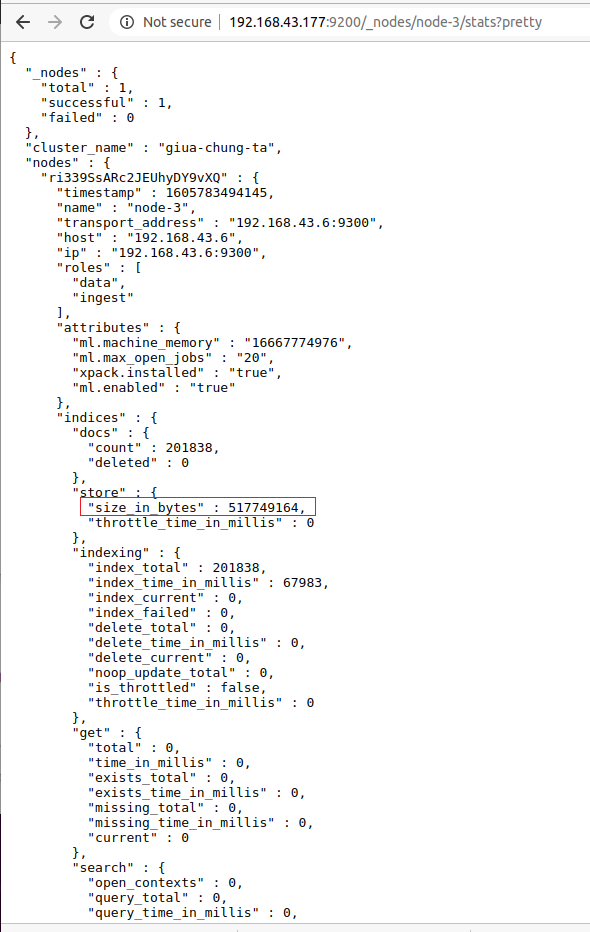 Not secure | 192.168.43.177:9200/_nodes/node-3/stats?pretty
{
  "_nodes" : {
    "total" : 1,
    "successful" : 1,
    "failed" : 0
  },
  "cluster_name" : "giua-chung-ta",
  "nodes" : {
    "ri339SsARc2JEUhyDY9vXQ" : {
      "timestamp" : 1605783494145,
      "name" : "node-3",
      "transport_address" : "192.168.43.6:9300",
      "host" : "192.168.43.6",
      "ip" : "192.168.43.6:9300",
      "roles" : [
        "data",
        "ingest"
      ],
      "attributes" : {
        "ml.machine_memory" : "16667774976",
        "ml.max_open_jobs" : "20",
        "xpack.installed" : "true",
        "ml.enabled" : "true"
      },
      "indices" : {
        "docs" : {
          "count" : 201838,
          "deleted" : 0
        },
        "store" : {
          "size_in_bytes" : 517749164,
          "throttle_time_in_millis" : 0
        },
        "indexing" : {
          "index_total" : 201838,
          "index_time_in_millis" : 67983,
          "index_current" : 0,
          "index_failed" : 0,
          "delete_total" : 0,
          "delete_time_in_millis" : 0,
          "delete_current" : 0,
          "noop_update_total" : 0,
          "is_throttled" : false,
          "throttle_time_in_millis" : 0
        },
        "get" : {
          "total" : 0,
          "time_in_millis" : 0,
          "exists_total" : 0,
          "exists_time_in_millis" : 0,
          "missing_total" : 0,
          "missing_time_in_millis" : 0,
          "current" : 0
        },
        "search" : {
          "open_contexts" : 0,
          "query_total" : 0,
          "query_time_in_millis" : 0,